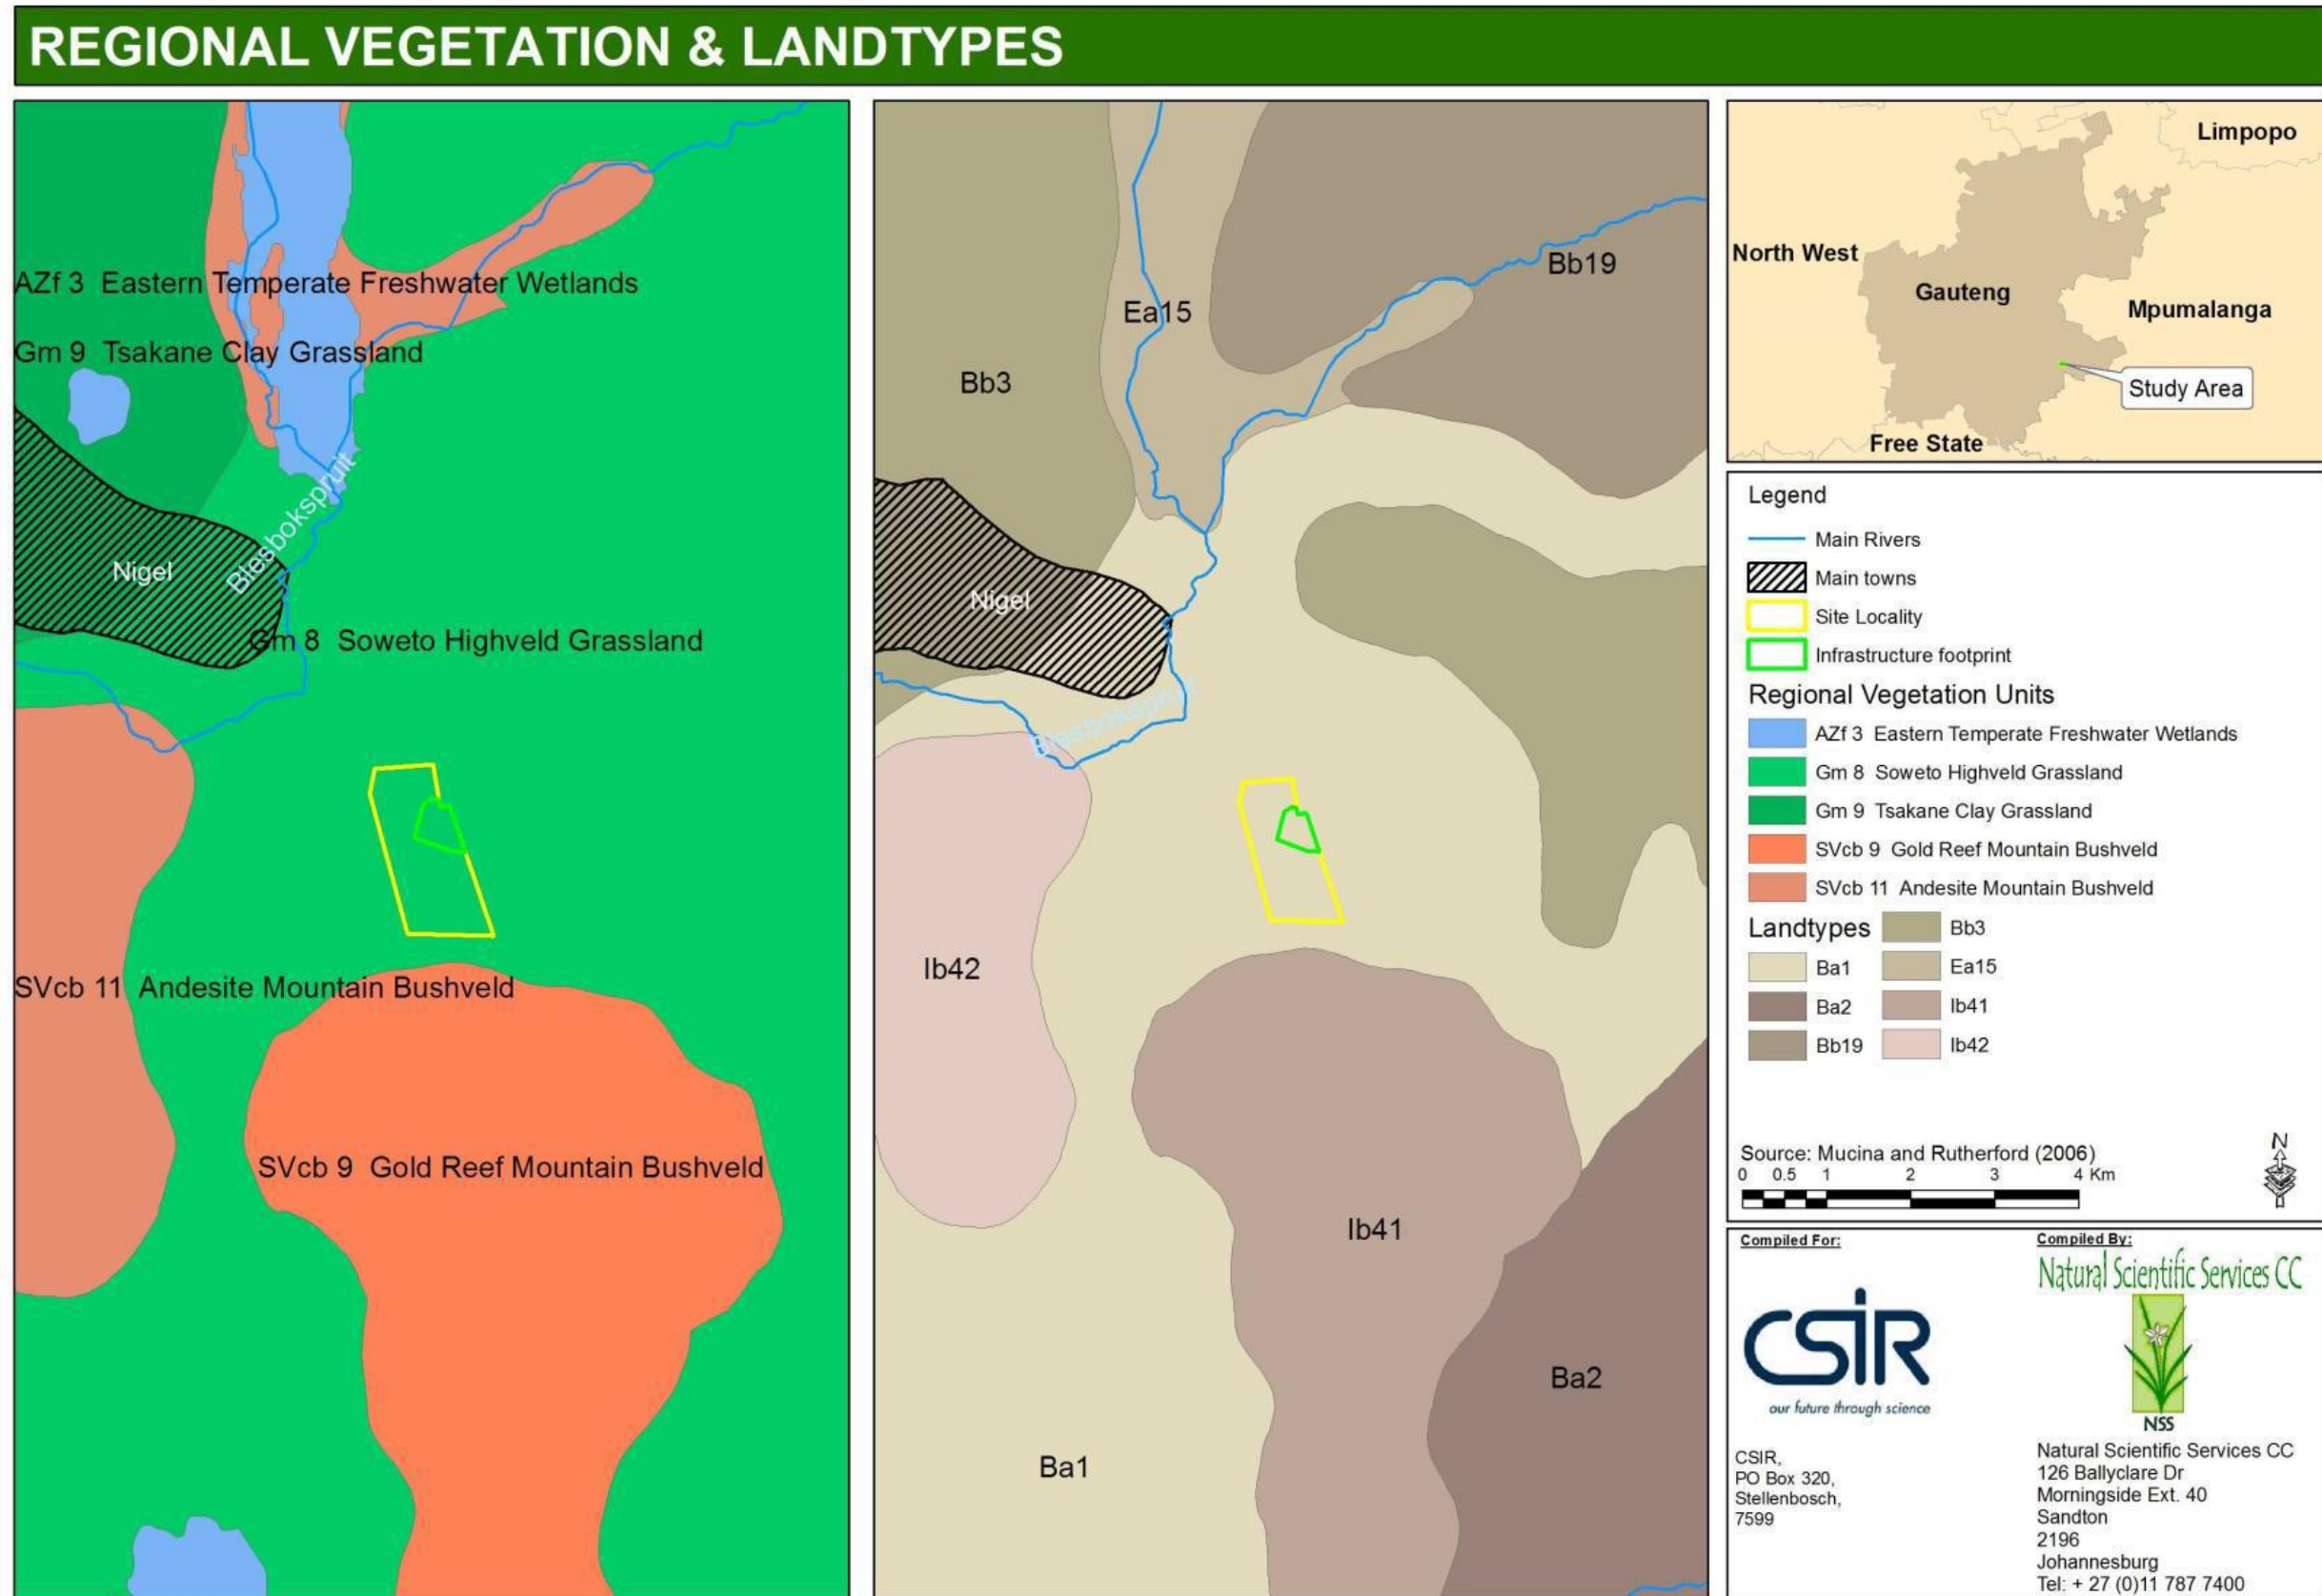 REGIONAL VEGETATION & LANDTYPES
AZf 3 Eastern Temperate Freshwater Wetlands
Gm 9 Tsakane Clay Grassland
Blesbokspruit
Nigel
Gm 8 Soweto Highveld Grassland
SVcb 11 Andesite Mountain Bushveld
SVcb 9 Gold Reef Mountain Bushveld
Bb19
Ea15
Bb3
Nigel
Blesbokspruit
Ib42
Ib41
Ba2
Ba1
Limpopo
North West
Gauteng
Mpumalanga
Study Area
Free State
Legend
Main Rivers
Main towns
Site Locality
Infrastructure footprint
Regional Vegetation Units
AZf 3 Eastern Temperate Freshwater Wetlands
Gm 8 Soweto Highveld Grassland
Gm 9 Tsakane Clay Grassland
SVcb 9 Gold Reef Mountain Bushveld
SVcb 11 Andesite Mountain Bushveld
Landtypes
Bb3
Ba1
Ea15
Ba2
Ib41
Bb19
Ib42
Source: Mucina and Rutherford (2006)
0 0.5 1 2 3 4 Km
N
Compiled For:
CSIR
our future through science
CSIR,
PO Box 320,
Stellenbosch,
7599
Compiled By:
Natural Scientific Services CC
NSS
Natural Scientific Services CC
126 Ballyclare Dr
Morningside Ext. 40
Sandton
2196
Johannesburg
Tel: + 27 (0)11 787 7400